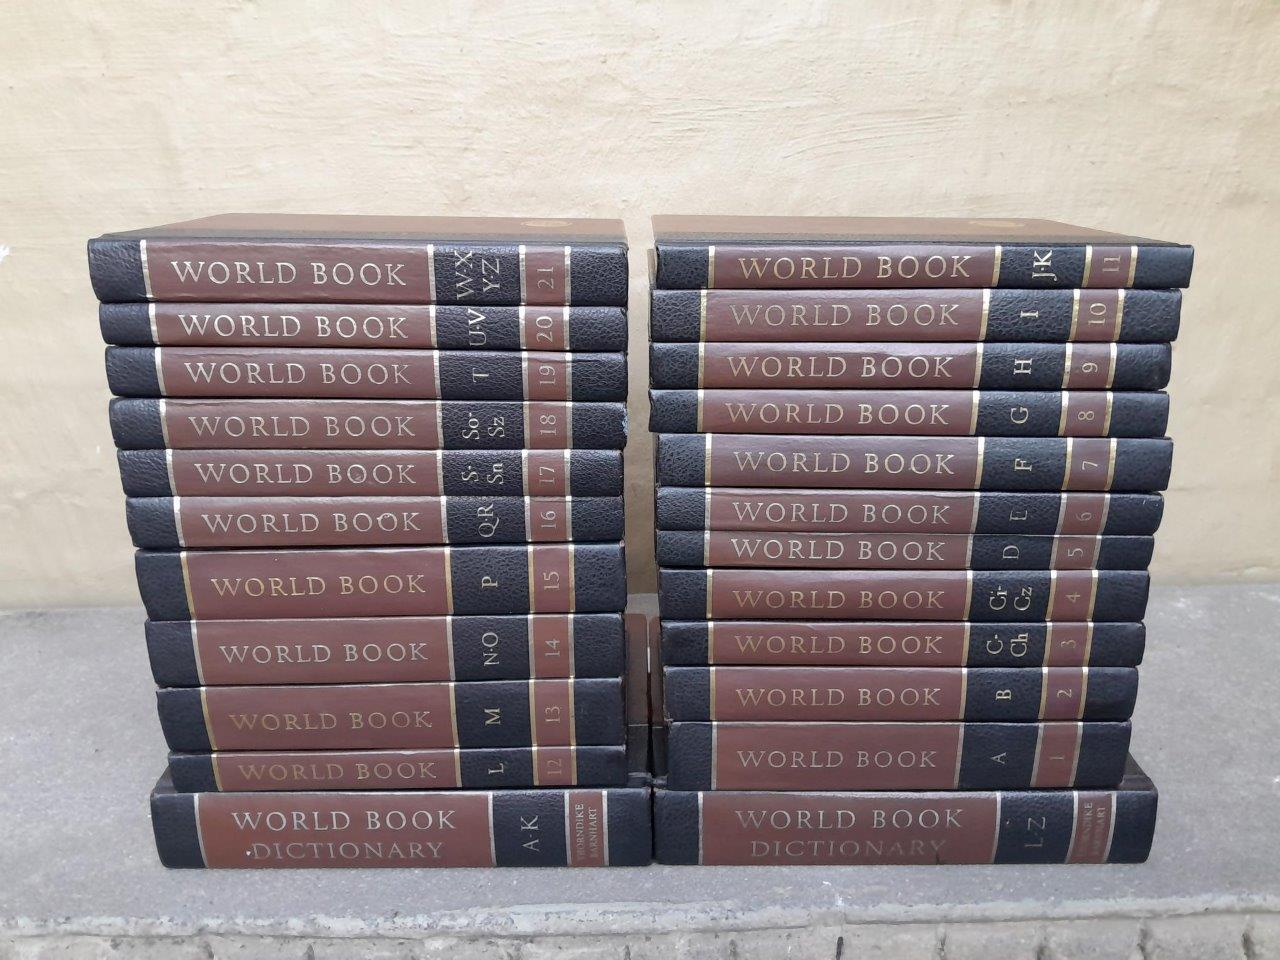 WORLD BOOK W·X Y·Z 21
WORLD BOOK U·V 20
WORLD BOOK T 19
WORLD BOOK So- Sz 18
WORLD BOOK S- Sn 17
WORLD BOOK Q·R 16
WORLD BOOK P 15
WORLD BOOK N·O 14
WORLD BOOK M 13
WORLD BOOK L 12
WORLD BOOK
DICTIONARY
A·K
THORNDIKE
BARNHART
WORLD BOOK J·K 11
WORLD BOOK I 10
WORLD BOOK H 9
WORLD BOOK G 8
WORLD BOOK F 7
WORLD BOOK E 6
WORLD BOOK D 5
WORLD BOOK Ci- Cz 4
WORLD BOOK C- Ch 3
WORLD BOOK B 2
WORLD BOOK A 1
WORLD BOOK
DICTIONARY
L·Z
THORNDIKE
BARNHART